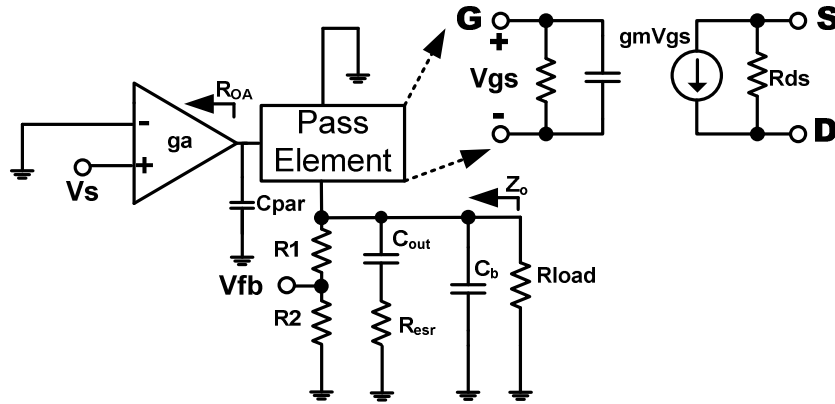 G
+
Vgs
-
gmVgs
S
Rds
D
ROA
-
ga
+
Vs
Pass
Element
Cpar
Zo
R1
Cout
Cb
Rload
Vfb
R2
Resr